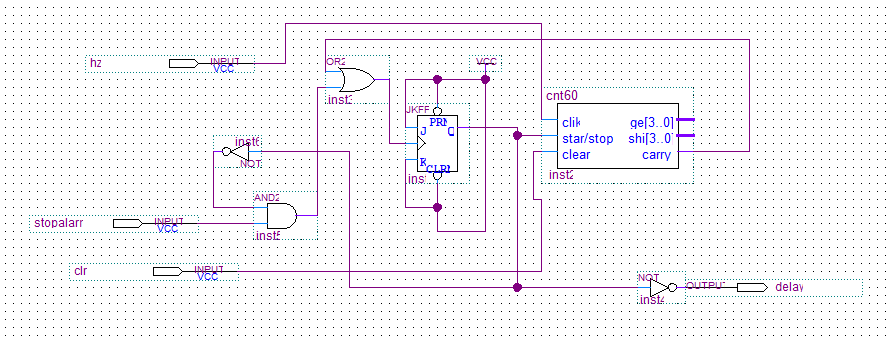 hz
INPUT
VCC
OR2
inst
VCC
JKFF
PRN
J
K
CLRN
ins
cnt60
clik
ge[3..0]
star/stop
shi[3..0]
clear
carry
inst2
inst6
NOT
AND2
inst5
stopalarr
INPUT
VCC
clr
INPUT
VCC
NOT
inst4
OUTPUT
delay